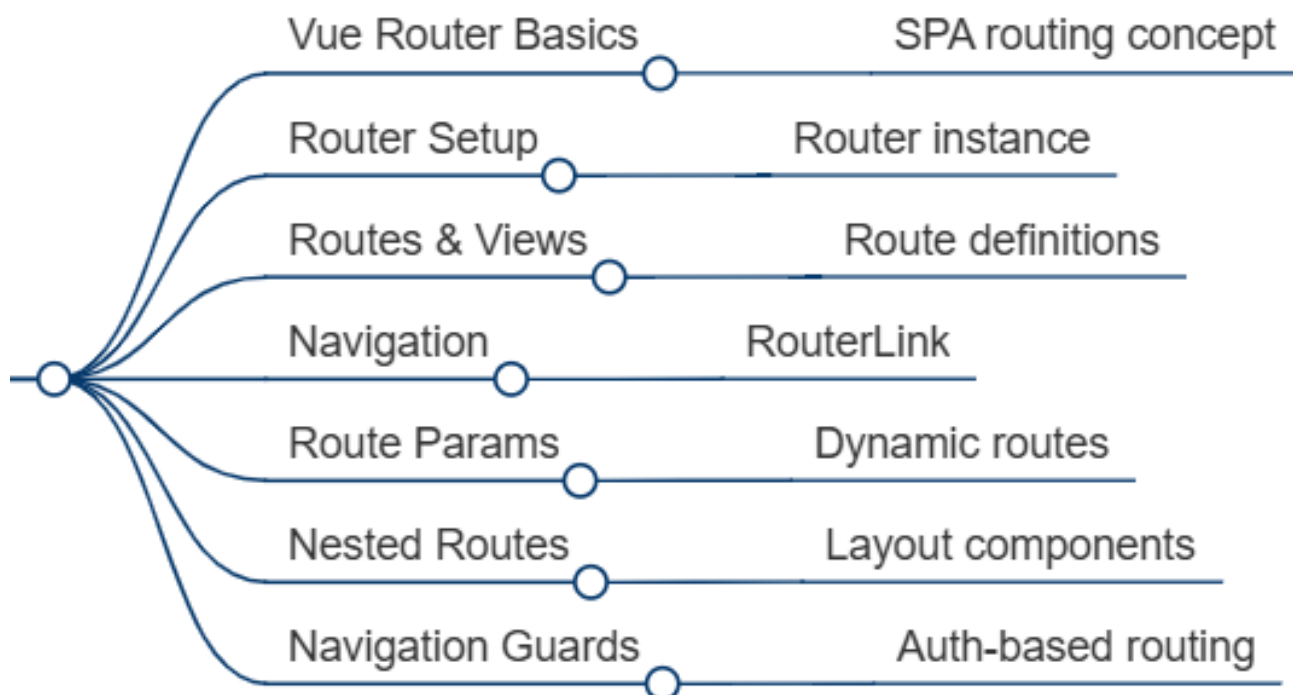 Vue Router Basics SPA routing concept
Router Setup Router instance
Routes & Views Route definitions
Navigation RouterLink
Route Params Dynamic routes
Nested Routes Layout components
Navigation Guards Auth-based routing